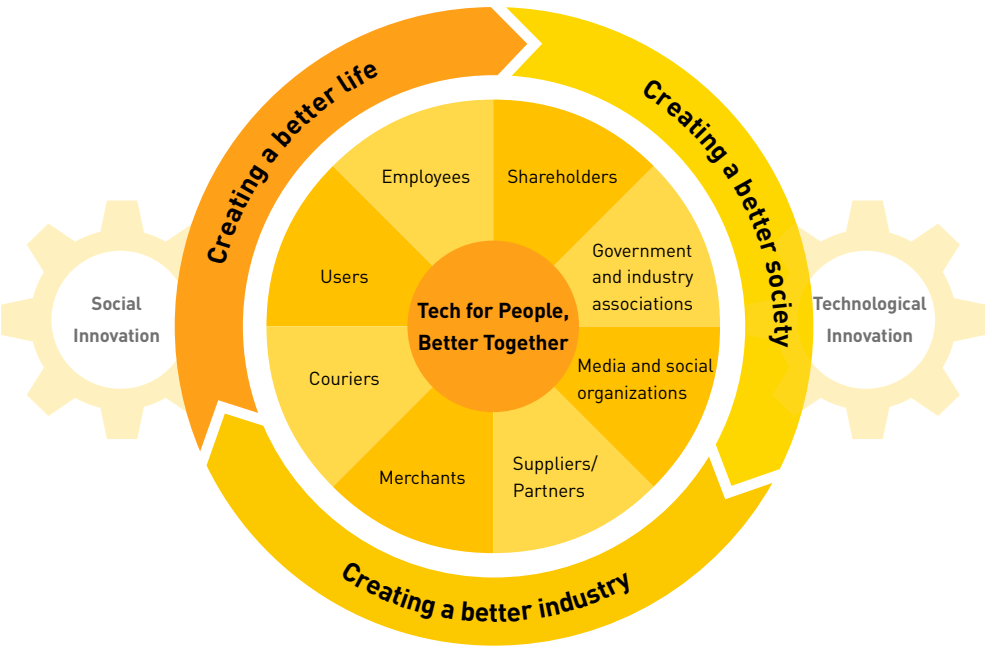 Creating a better life
Creating a better society
Employees
Shareholders
Users
Government
and industry
associations
Social
Innovation
Tech for People,
Better Together
Technological
Innovation
Couriers
Media and social
organizations
Merchants
Suppliers/
Partners
Creating a better industry